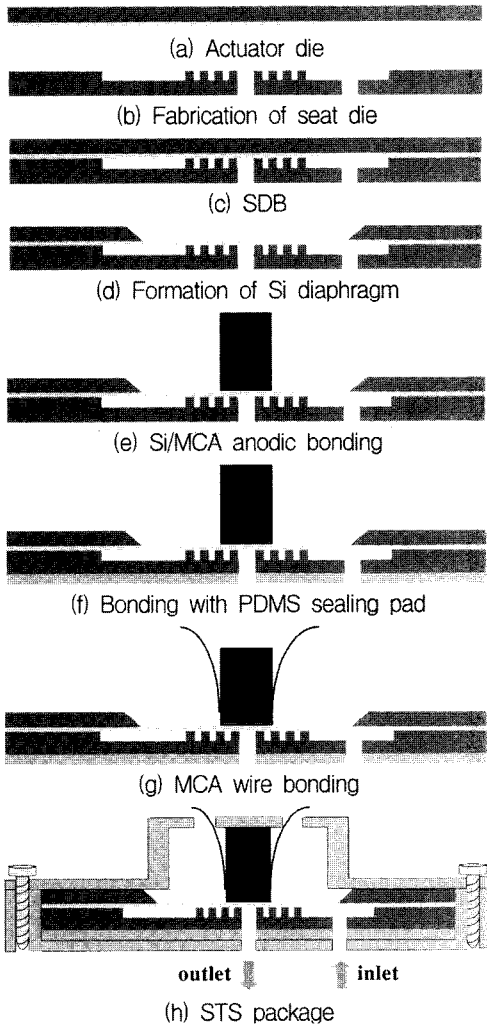 (a) Actuator die
(b) Fabrication of seat die
(c) SDB
(d) Formation of Si diaphragm
(e) Si/MCA anodic bonding
(f) Bonding with PDMS sealing pad
(g) MCA wire bonding
outlet inlet
(h) STS package